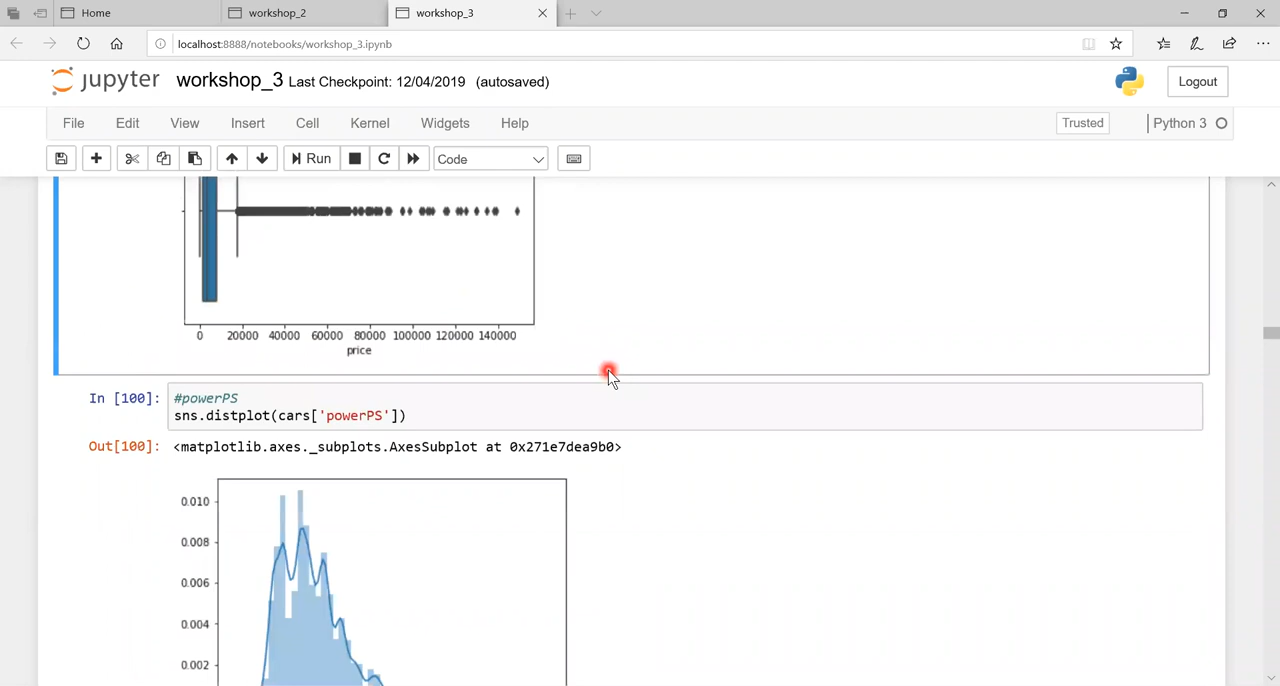 Home
workshop_2
workshop_3
localhost:8888/notebooks/workshop_3.ipynb
jupyter workshop_3 Last Checkpoint: 12/04/2019 (autosaved)
Logout
File Edit View Insert Cell Kernel Widgets Help
Trusted
Python 3
Run
Code
0 20000 40000 60000 80000 100000 120000 140000
price
In [100]:
#powerPS
sns.distplot(cars['powerPS'])
Out[100]: <matplotlib.axes._subplots.AxesSubplot at 0x271e7dea9b0>
0.010
0.008
0.006
0.004
0.002